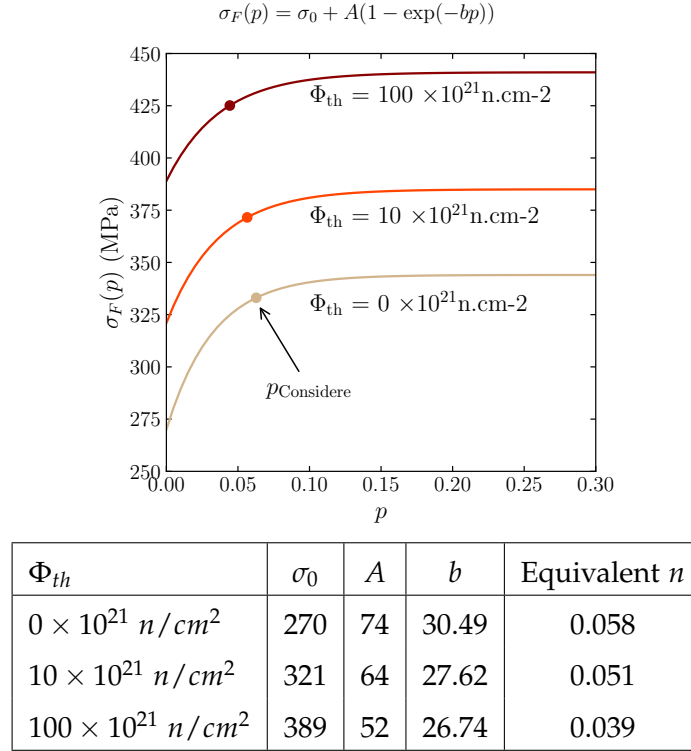 σ_F(p) = σ_0 + A(1 − exp(−bp))
450
425
400
375
350
325
300
275
250
σ_F(p) (MPa)
Φ_th = 100 ×10^21n.cm-2
Φ_th = 10 ×10^21n.cm-2
Φ_th = 0 ×10^21n.cm-2
p_Considere
0.00 0.05 0.10 0.15 0.20 0.25 0.30
p
Φ_th σ_0 A b Equivalent n
0 × 10^21 n/cm^2 270 74 30.49 0.058
10 × 10^21 n/cm^2 321 64 27.62 0.051
100 × 10^21 n/cm^2 389 52 26.74 0.039